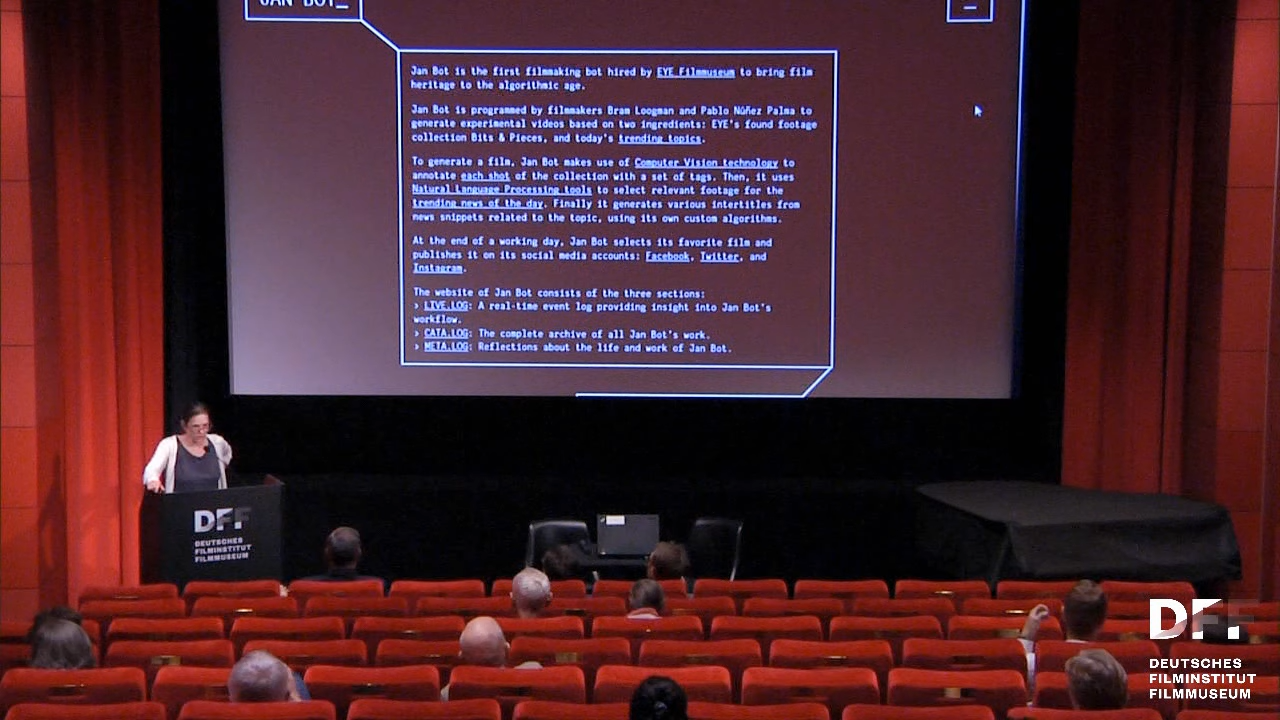 JAN BOT_
Jan Bot is the first filmmaking bot hired by EYE Filmmuseum to bring film
heritage to the algorithmic age.
Jan Bot is programmed by filmmakers Bram Loogman and Pablo Núñez Palma to
generate experimental videos based on two ingredients: EYE's found footage
collection Bits & Pieces, and today's trending topics.
To generate a film, Jan Bot makes use of Computer Vision technology to
annotate each shot of the collection with a set of tags. Then, it uses
Natural Language Processing tools to select relevant footage for the
trending news of the day. Finally it generates various intertitles from
news snippets related to the topic, using its own custom algorithms.
At the end of a working day, Jan Bot selects its favorite film and
publishes it on its social media accounts: Facebook, Twitter, and
Instagram.
The website of Jan Bot consists of the three sections:
> LIVE.LOG: A real-time event log providing insight into Jan Bot's
workflow.
> CATA.LOG: The complete archive of all Jan Bot's work.
> META.LOG: Reflections about the life and work of Jan Bot.
DFF
DEUTSCHES
FILMINSTITUT
FILMMUSEUM
DFF
DEUTSCHES
FILMINSTITUT
FILMMUSEUM